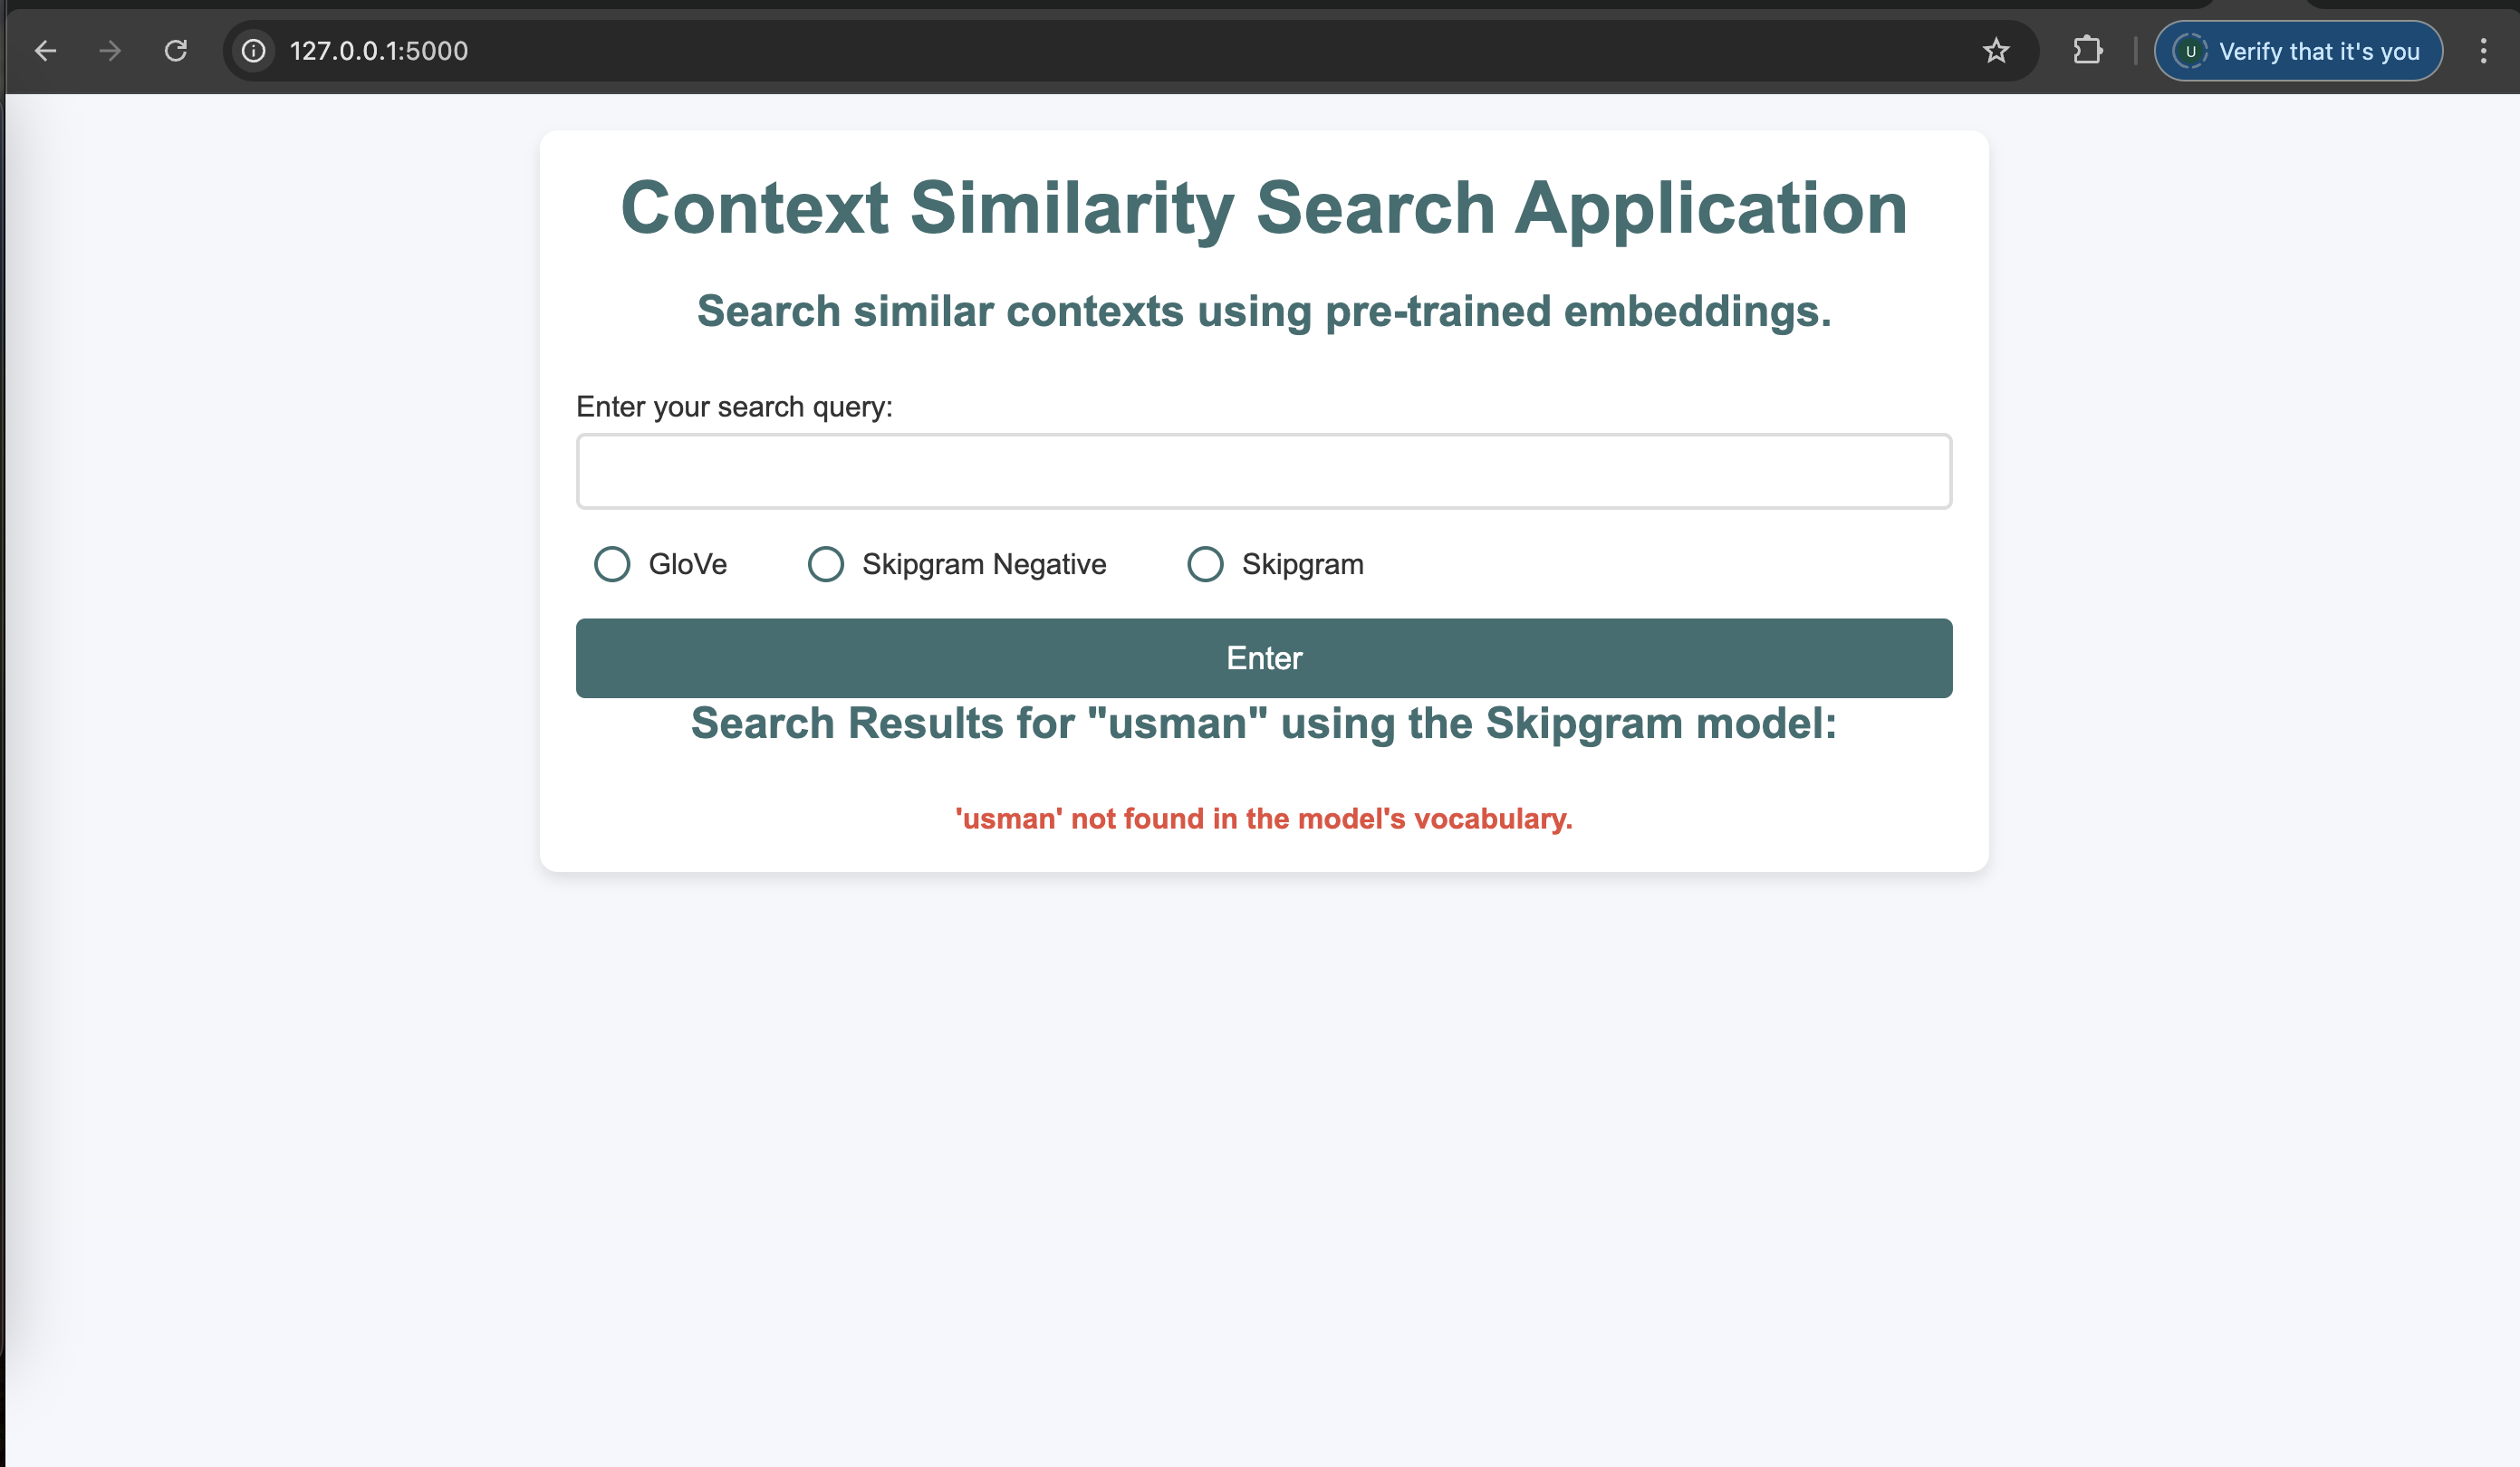 127.0.0.1:5000
U Verify that it's you
Context Similarity Search Application
Search similar contexts using pre-trained embeddings.
Enter your search query:
GloVe Skipgram Negative Skipgram
Enter
Search Results for "usman" using the Skipgram model:
'usman' not found in the model's vocabulary.